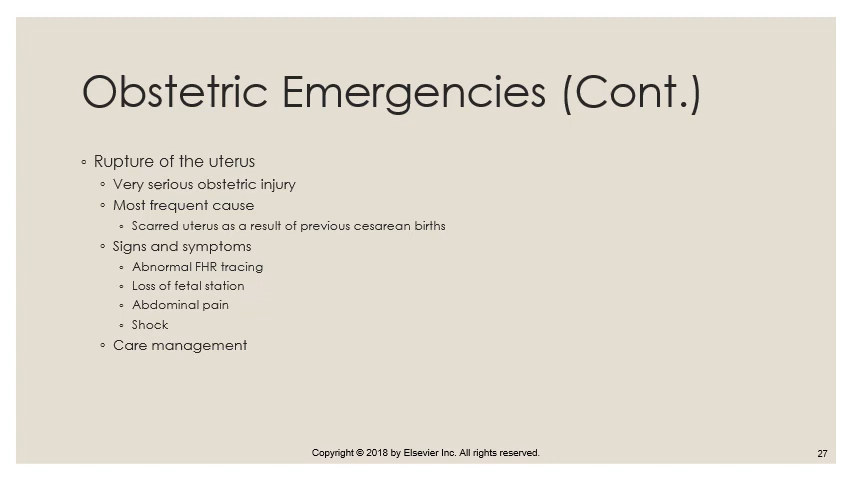 Obstetric Emergencies (Cont.)
◦ Rupture of the uterus
◦ Very serious obstetric injury
◦ Most frequent cause
◦ Scarred uterus as a result of previous cesarean births
◦ Signs and symptoms
◦ Abnormal FHR tracing
◦ Loss of fetal station
◦ Abdominal pain
◦ Shock
◦ Care management
Copyright © 2018 by Elsevier Inc. All rights reserved.
27